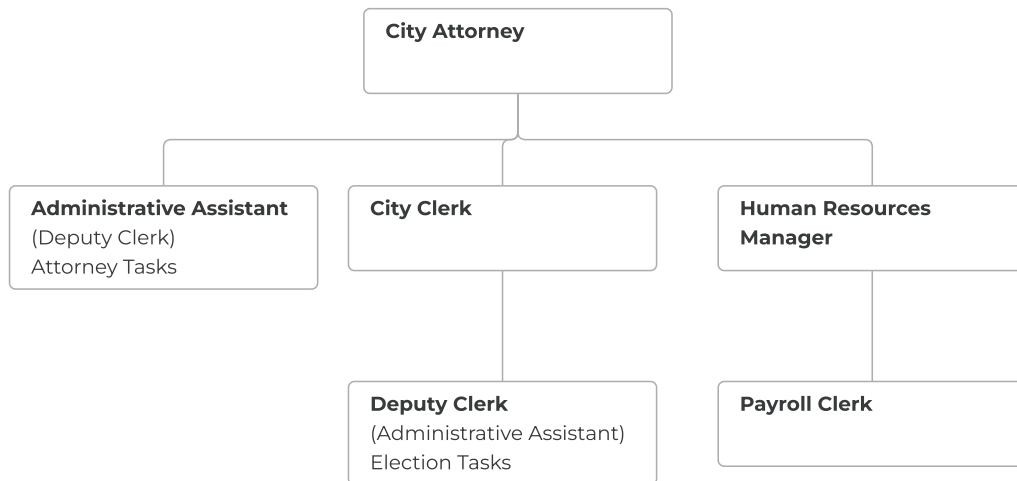 City Attorney
Administrative Assistant
(Deputy Clerk)
Attorney Tasks
City Clerk
Human Resources
Manager
Deputy Clerk
(Administrative Assistant)
Election Tasks
Payroll Clerk